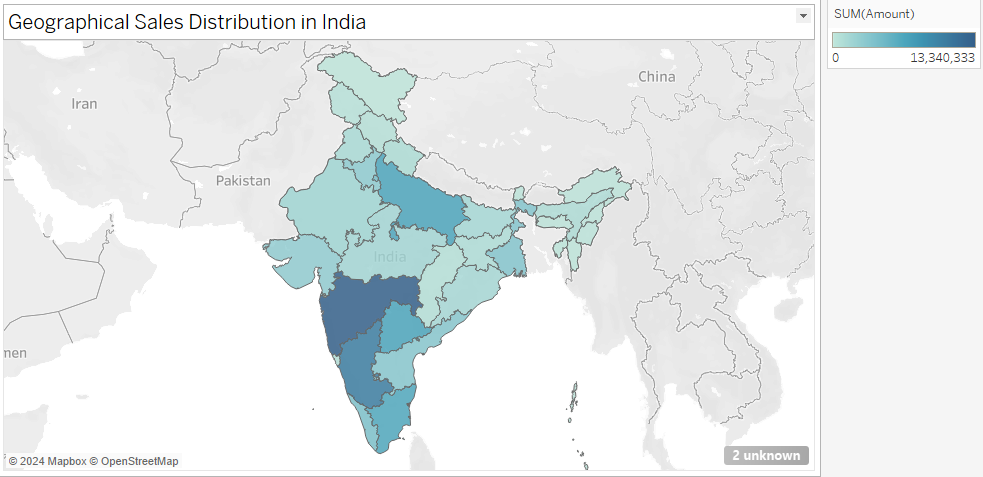 Geographical Sales Distribution in India
SUM(Amount)
0 13,340,333
China
Iran
Pakistan
India
men
© 2024 Mapbox © OpenStreetMap
2 unknown